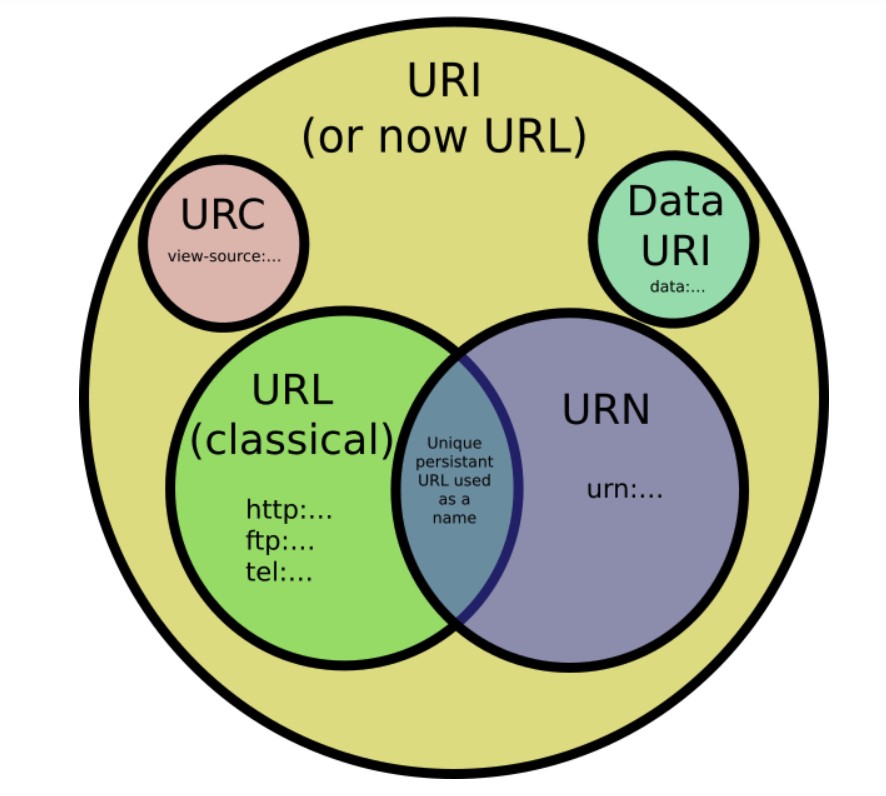 URI
(or now URL)
URC
view-source:...
Data
URI
data:...
URL
(classical)
http:...
ftp:...
tel:...
Unique
persistant
URL used
as a
name
URN
urn:...